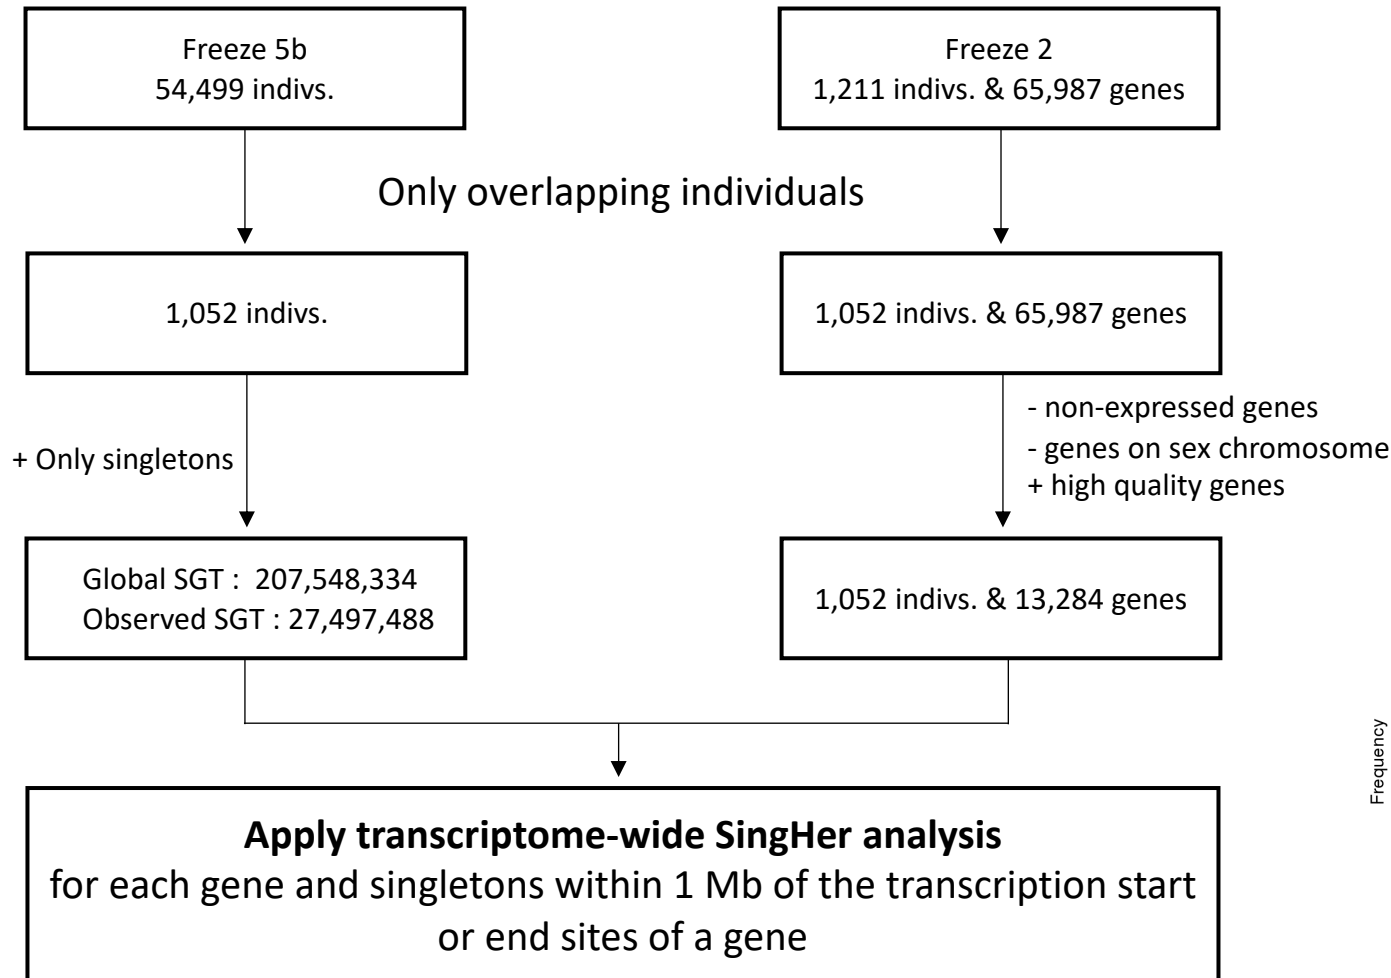 Freeze 5b
54,499 indivs.
Freeze 2
1,211 indivs. & 65,987 genes
Only overlapping individuals
1,052 indivs.
1,052 indivs. & 65,987 genes
+ Only singletons
- non-expressed genes
- genes on sex chromosome
+ high quality genes
Global SGT :  207,548,334
Observed SGT : 27,497,488
1,052 indivs. & 13,284 genes
Apply transcriptome-wide SingHer analysis
for each gene and singletons within 1 Mb of the transcription start
or end sites of a gene
Frequency